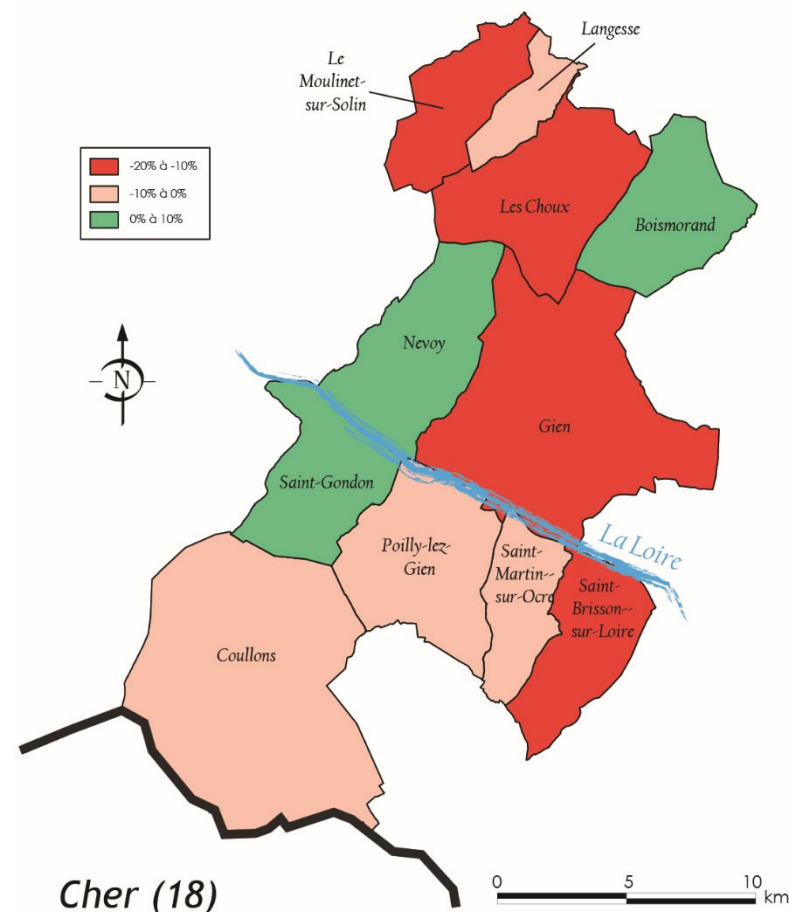 Langesse
Le
Moulinet-
sur-Solin
-20% à -10%
-10% à 0%
0% à 10%
Les Choux
Boismorand
Nevoy
N
Gien
Saint-Gondon
La Loire
Poilly-lez-
Gien
Saint-
Martin--
sur-Ocre
Saint-
Brisson--
sur-Loire
Coullons
Cher (18)
0 5 10
km